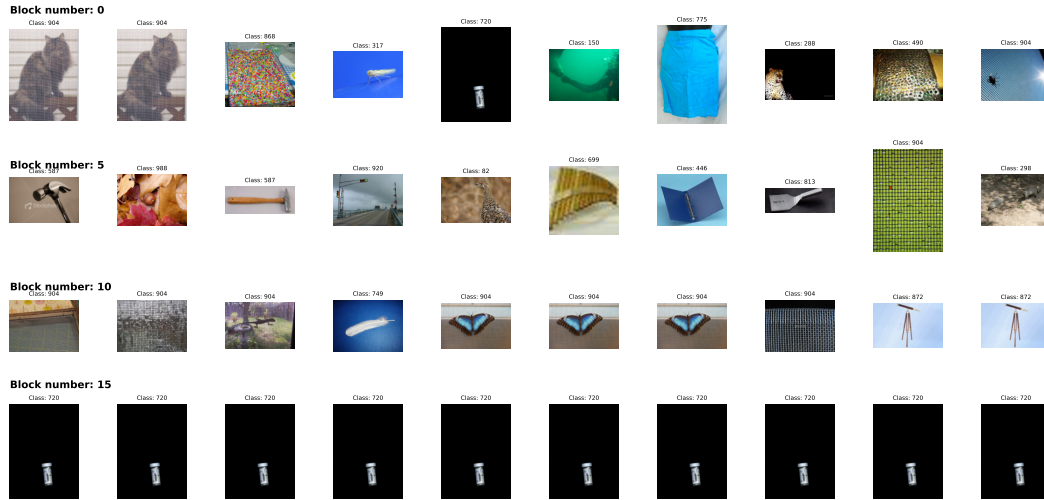 Block number: 0
Class: 904
Class: 904
Class: 868
Class: 317
Class: 720
Class: 150
Class: 775
Class: 288
Class: 490
Class: 904
Block number: 5
Class: 587
Class: 988
Class: 587
Class: 920
Class: 82
Class: 699
Class: 446
Class: 813
Class: 904
Class: 298
Block number: 10
Class: 904
Class: 904
Class: 904
Class: 749
Class: 904
Class: 904
Class: 904
Class: 904
Class: 872
Class: 872
Block number: 15
Class: 720
Class: 720
Class: 720
Class: 720
Class: 720
Class: 720
Class: 720
Class: 720
Class: 720
Class: 720